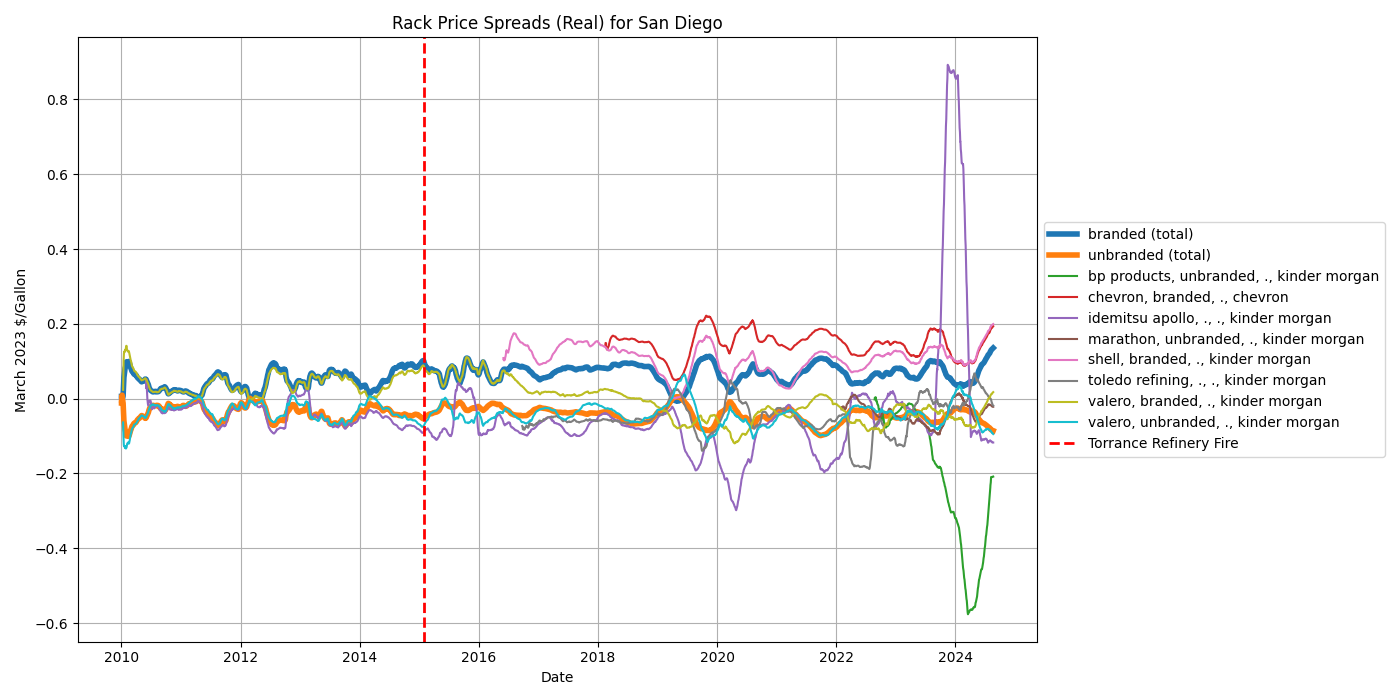 Rack Price Spreads (Real) for San Diego
0.8
0.6
0.4
0.2
0.0
−0.2
−0.4
−0.6
March 2023 $/Gallon
2010 2012 2014 2016 2018 2020 2022 2024
Date
branded (total)
unbranded (total)
bp products, unbranded, ., kinder morgan
chevron, branded, ., chevron
idemitsu apollo, ., ., kinder morgan
marathon, unbranded, ., kinder morgan
shell, branded, ., kinder morgan
toledo refining, ., ., kinder morgan
valero, branded, ., kinder morgan
valero, unbranded, ., kinder morgan
Torrance Refinery Fire